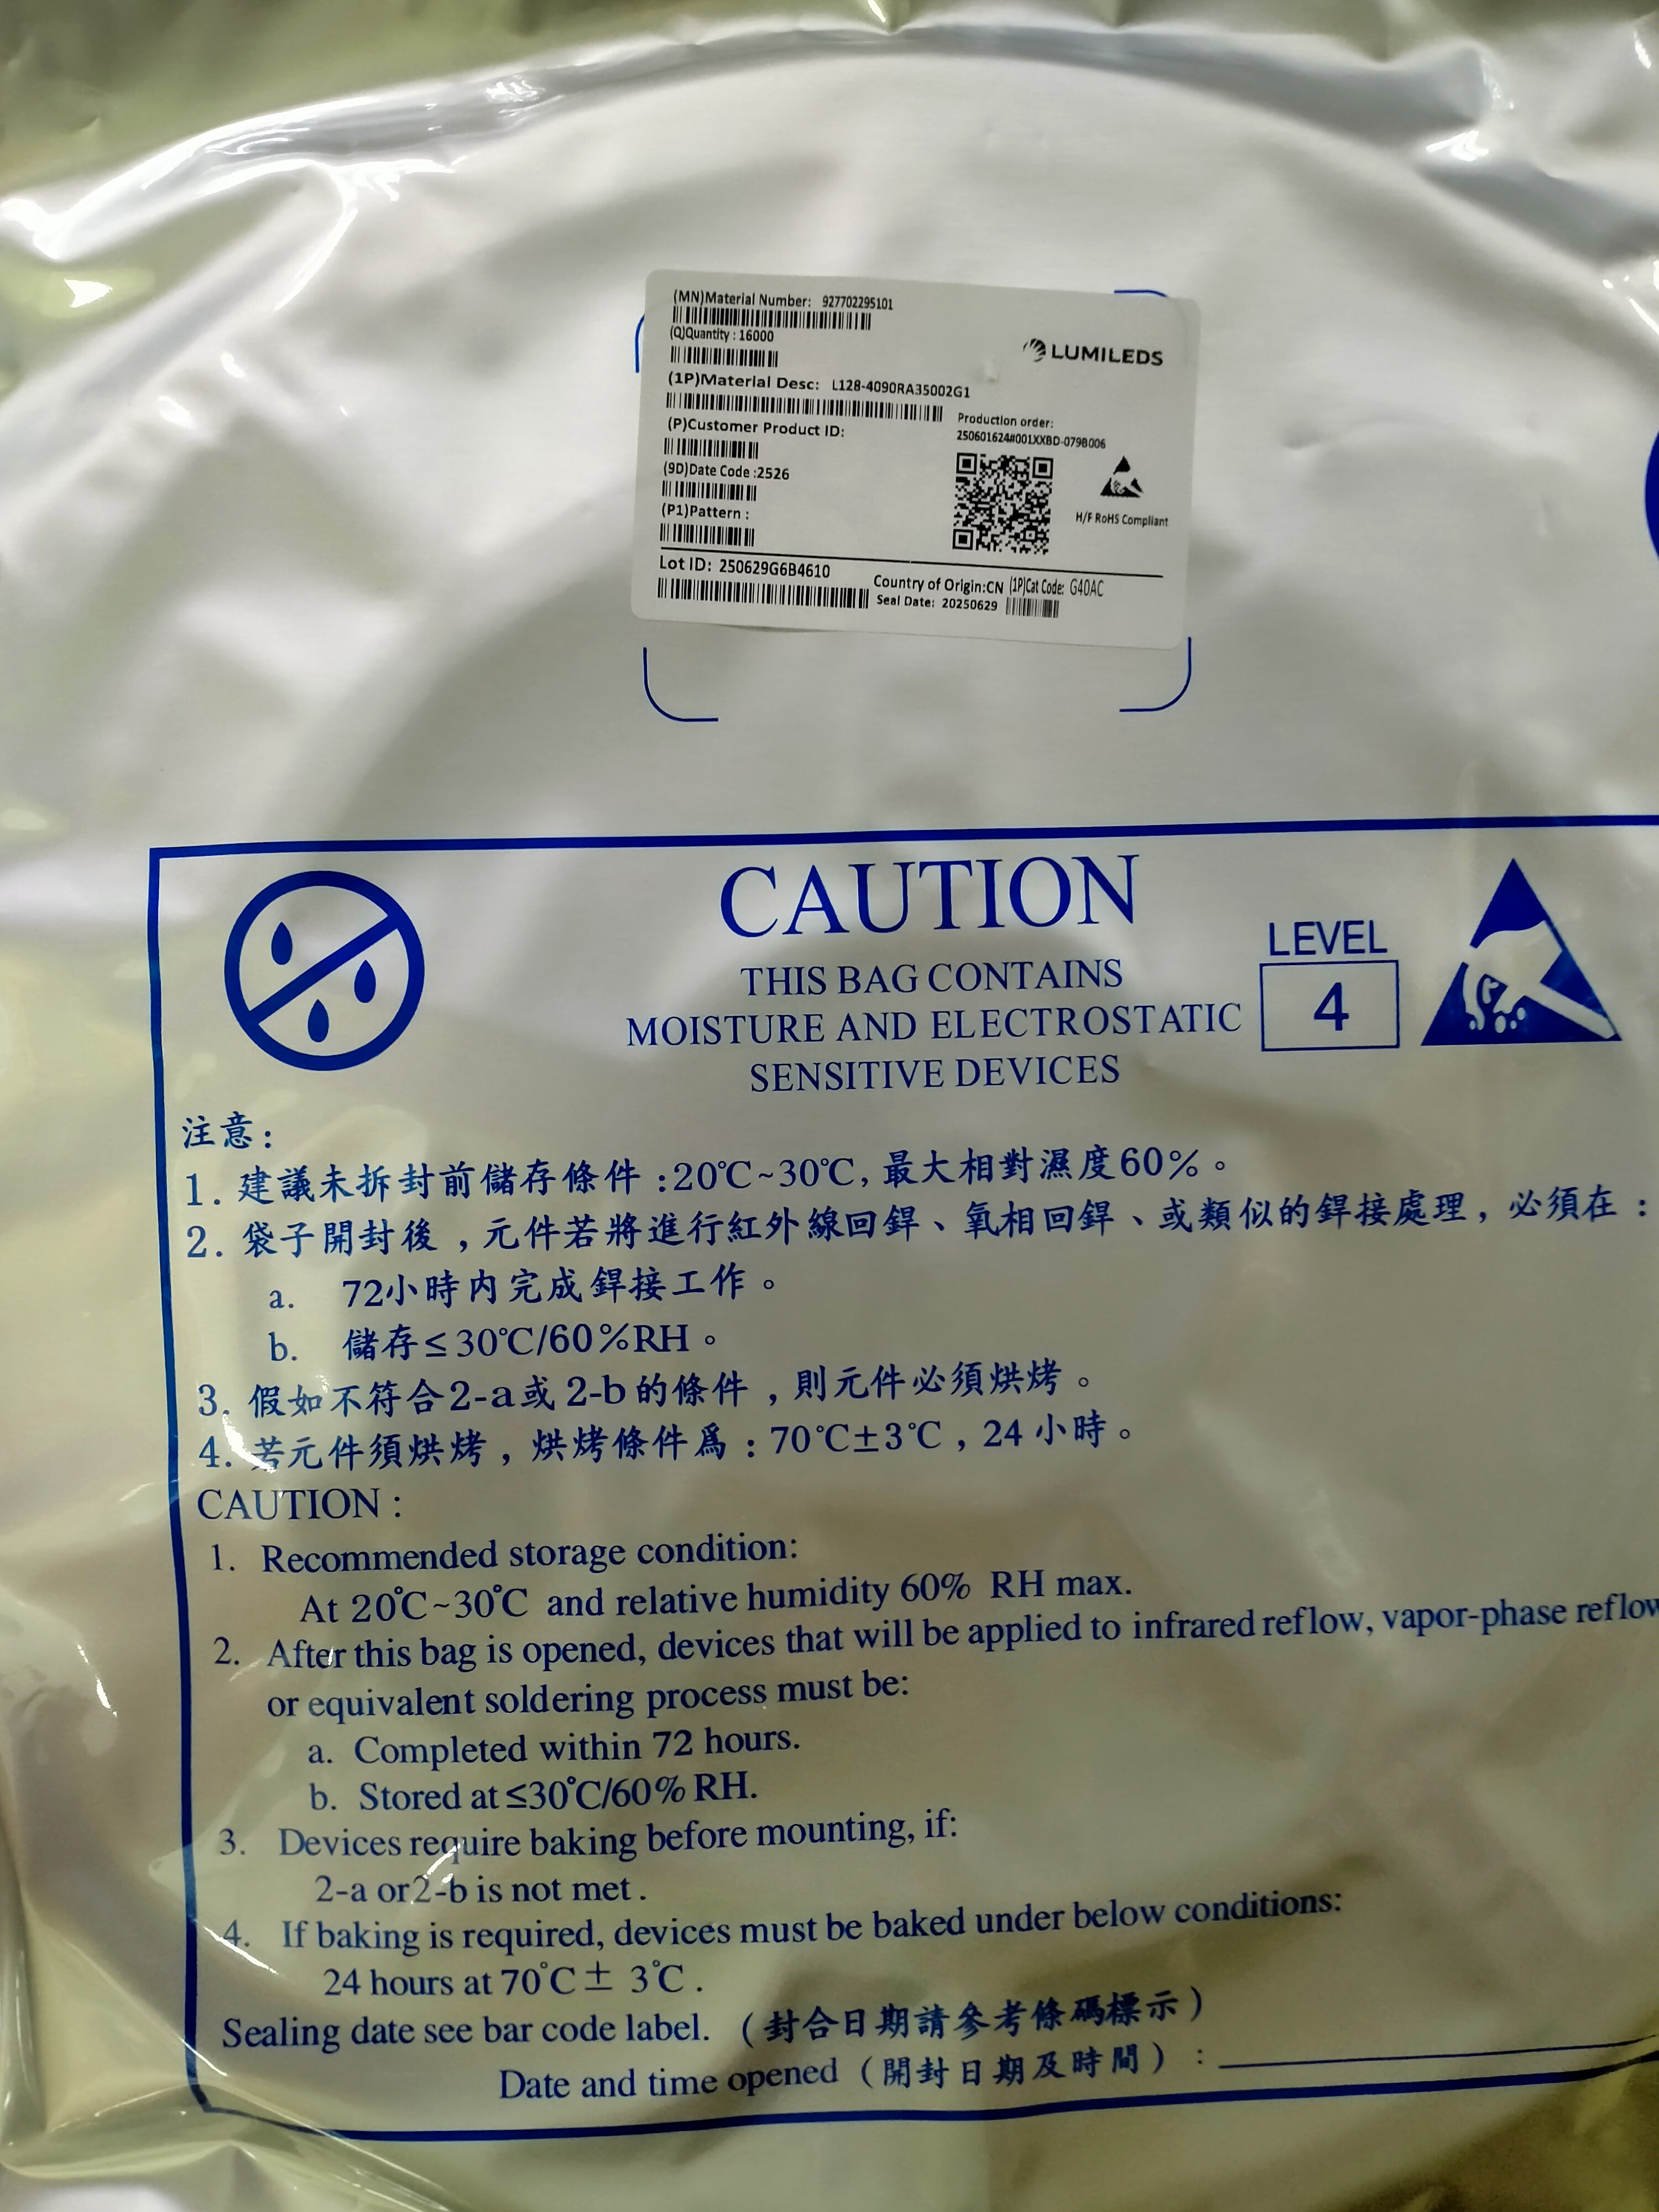 (MN)Material Number: 927702295101
(Q)Quantity : 16000
LUMILEDS
(1P)Material Desc: L128-4090RA35002G1
(P)Customer Product ID:
Production order:
250601624#001XXBD-079B006
(9D)Date Code :2526
(P1)Pattern :
H/F RoHS Compliant
Lot ID: 250629G6B4610
Country of Origin:CN (1P)Cat Code: G40AC
Seal Date: 20250629
CAUTION
THIS BAG CONTAINS
MOISTURE AND ELECTROSTATIC
SENSITIVE DEVICES
LEVEL
4
注意:
1. 建議未拆封前儲存條件:20℃~30℃, 最大相對濕度60%。
2. 袋子開封後，元件若將進行紅外線回銲、氧相回銲、或類似的銲接處理，必須在：
a. 72小時內完成銲接工作。
b. 儲存≤30℃/60%RH。
3. 假如不符合2-a或 2-b的條件，則元件必須烘烤。
4. 若元件須烘烤，烘烤條件爲：70℃±3℃，24 小時。
CAUTION :
1. Recommended storage condition:
At 20℃~30℃ and relative humidity 60% RH max.
2. After this bag is opened, devices that will be applied to infrared reflow, vapor-phase reflow
or equivalent soldering process must be:
a. Completed within 72 hours.
b. Stored at ≤30℃/60% RH.
3. Devices require baking before mounting, if:
2-a or 2-b is not met .
4. If baking is required, devices must be baked under below conditions:
24 hours at 70℃ ± 3℃ .
Sealing date see bar code label. （封合日期請參考條碼標示）
Date and time opened（開封日期及時間）: